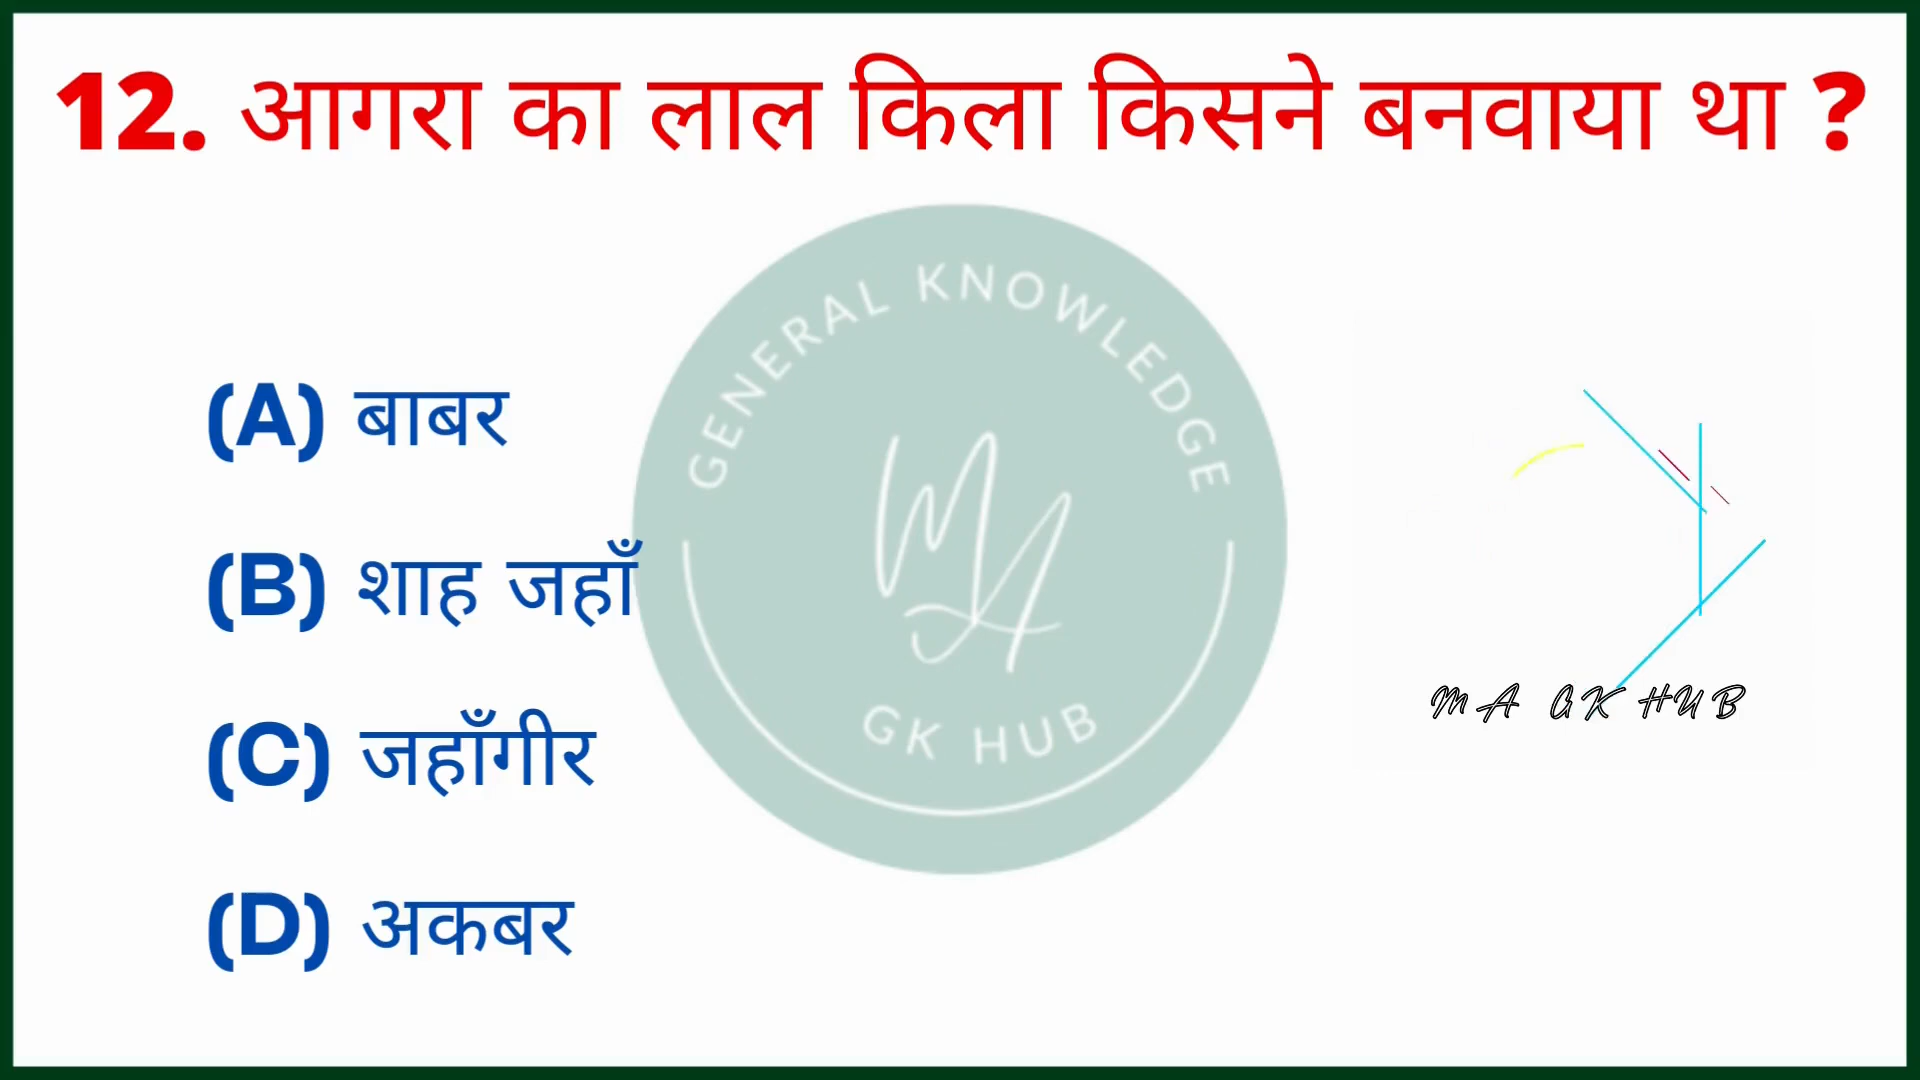 12. आगरा का लाल किला किसने बनवाया था ?
GENERAL KNOWLEDGE
MA
GK HUB
(A) बाबर
(B) शाह जहाँ
(C) जहाँगीर
(D) अकबर
MA GK HUB